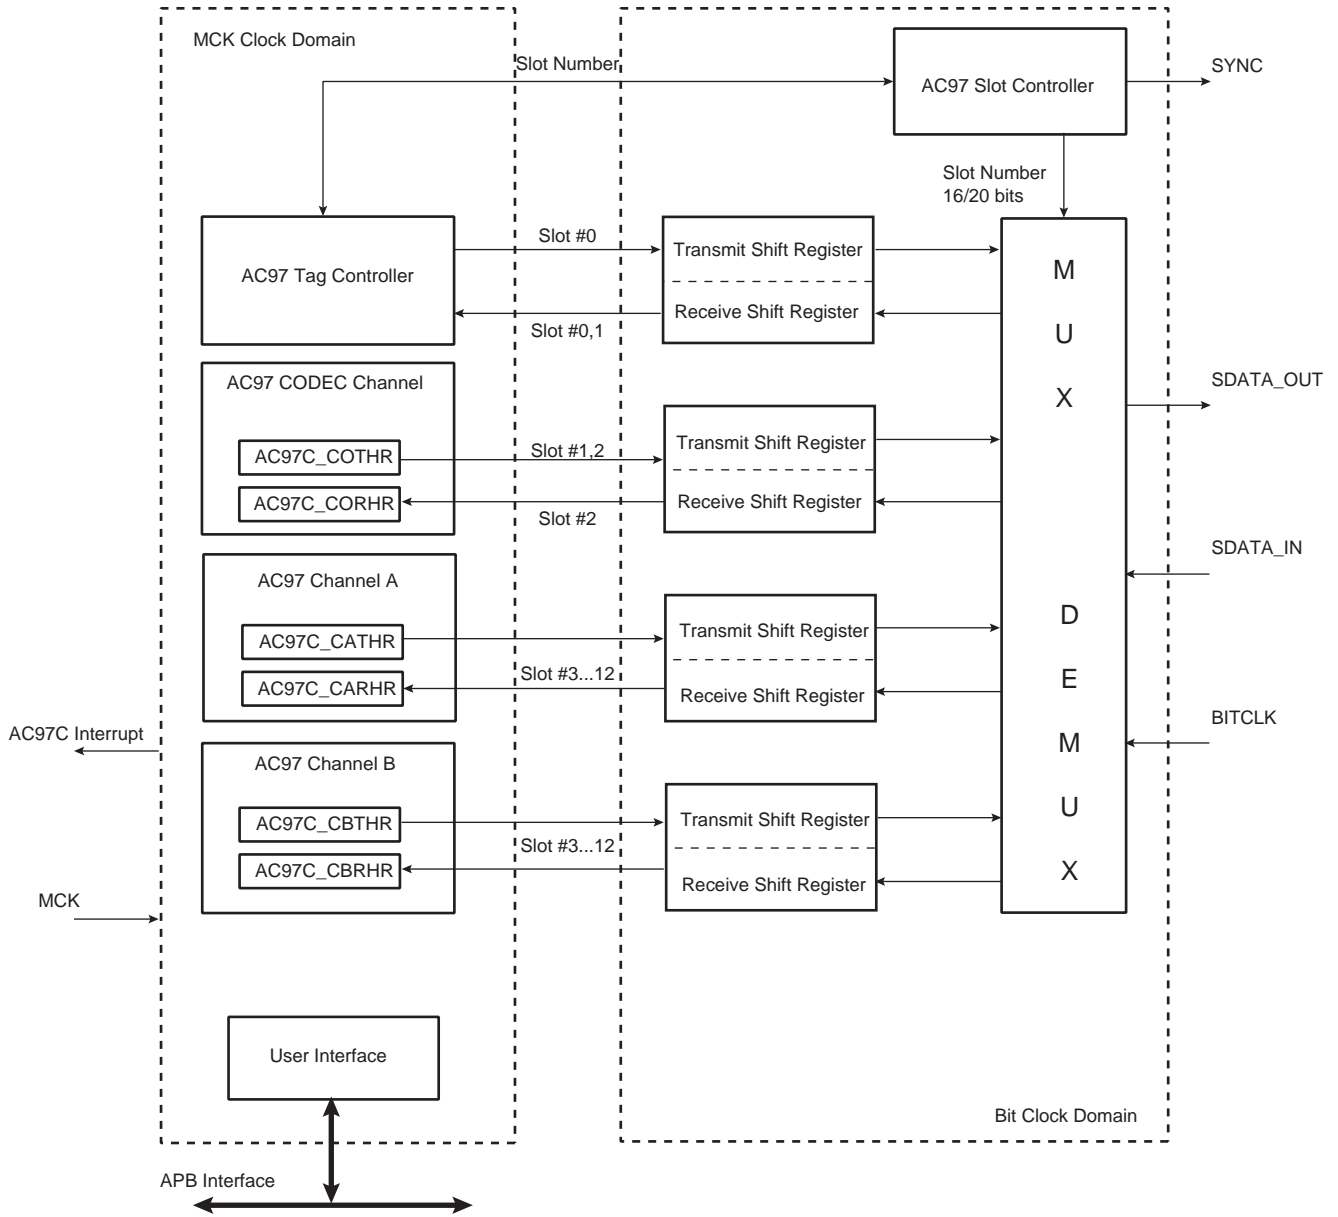 MCK Clock Domain
Slot Number
AC97 Slot Controller
SYNC
Slot Number
16/20 bits
AC97 Tag Controller
Slot #0
Slot #0,1
Transmit Shift Register
Receive Shift Register
M
U
X
D
E
M
U
X
AC97 CODEC Channel
AC97C_COTHR
AC97C_CORHR
Slot #1,2
Slot #2
Transmit Shift Register
Receive Shift Register
SDATA_OUT
AC97 Channel A
AC97C_CATHR
AC97C_CARHR
Slot #3...12
Transmit Shift Register
Receive Shift Register
SDATA_IN
AC97C Interrupt
AC97 Channel B
AC97C_CBTHR
AC97C_CBRHR
Slot #3...12
Transmit Shift Register
Receive Shift Register
BITCLK
MCK
User Interface
Bit Clock Domain
APB Interface